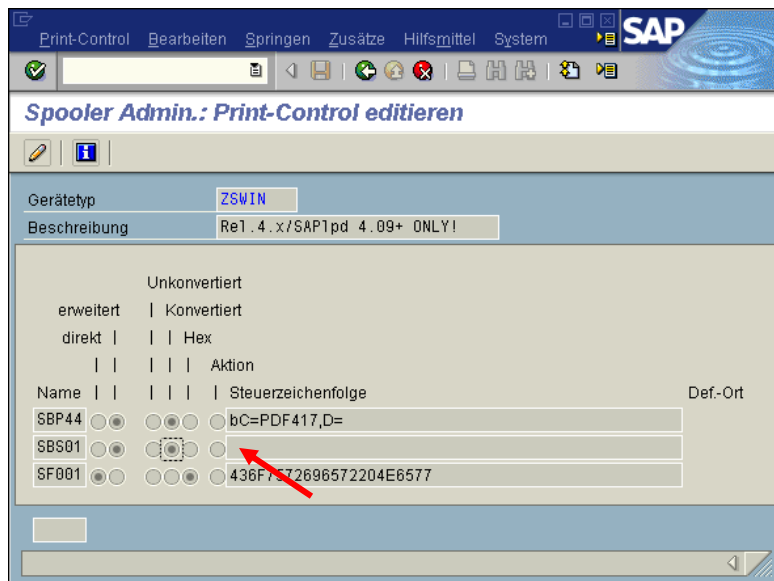 Print-Control Bearbeiten Springen Zusätze Hilfsmittel System
SAP
Spooler Admin.: Print-Control editieren
Gerätetyp ZSWIN
Beschreibung Rel.4.x/SAPlpd 4.09+ ONLY!
Unkonvertiert
erweitert | Konvertiert
direkt | | | Hex
| | | | | Aktion
Name | | | | | | Steuerzeichenfolge Def.-Ort
SBP44 bC=PDF417,D=
SBS01
SF001 436F7572696572204E6577